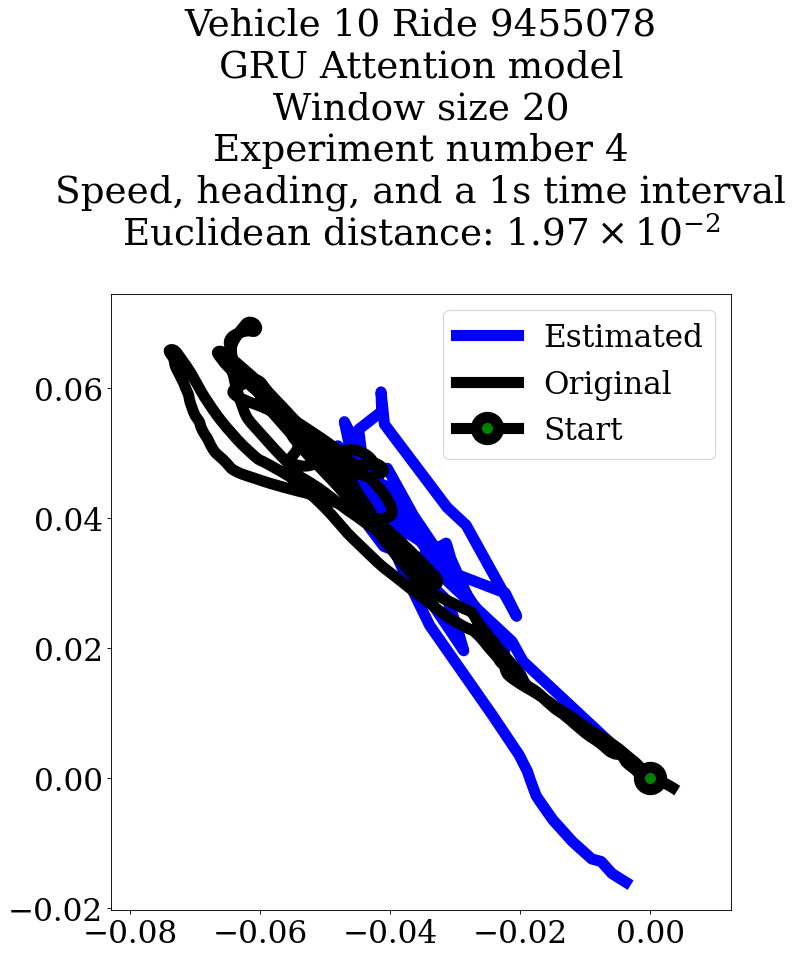 Vehicle 10 Ride 9455078
GRU Attention model
Window size 20
Experiment number 4
Speed, heading, and a 1s time interval
Euclidean distance: 1.97 × 10⁻²
Estimated
Original
Start
0.06
0.04
0.02
0.00
−0.02
−0.08 −0.06 −0.04 −0.02 0.00